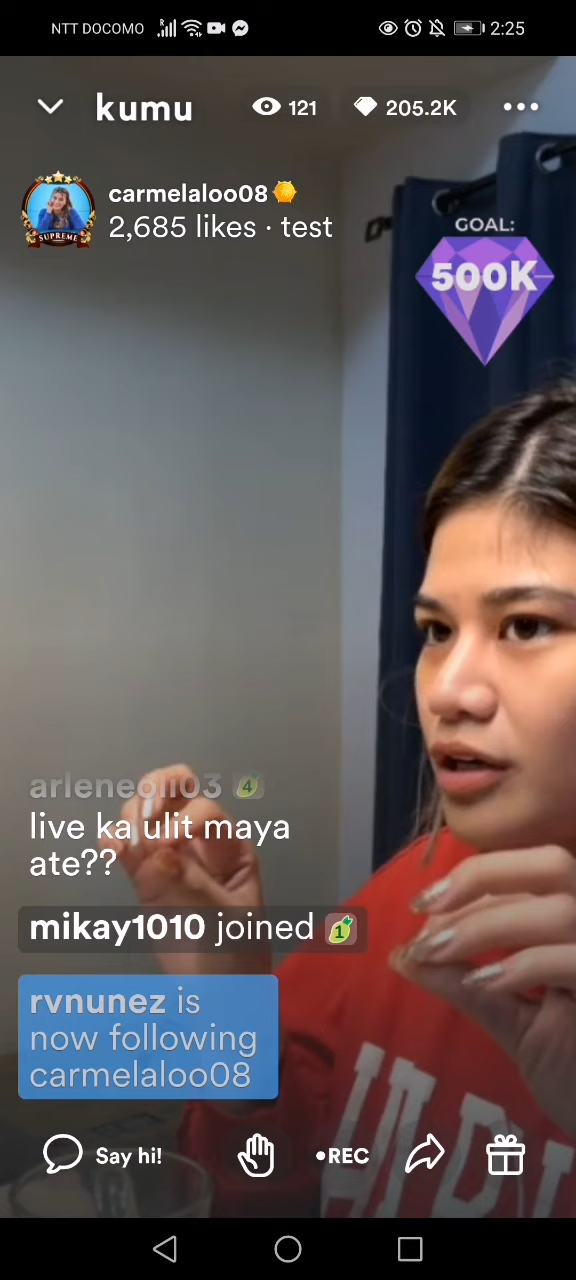 NTT DOCOMO 2:25
kumu 121 205.2K
carmelaloo08
2,685 likes · test
SUPREME
GOAL:
500K
4
live ka ulit maya
ate??
mikay1010 joined 1
rvnunez is
now following
carmelaloo08
Say hi! •REC